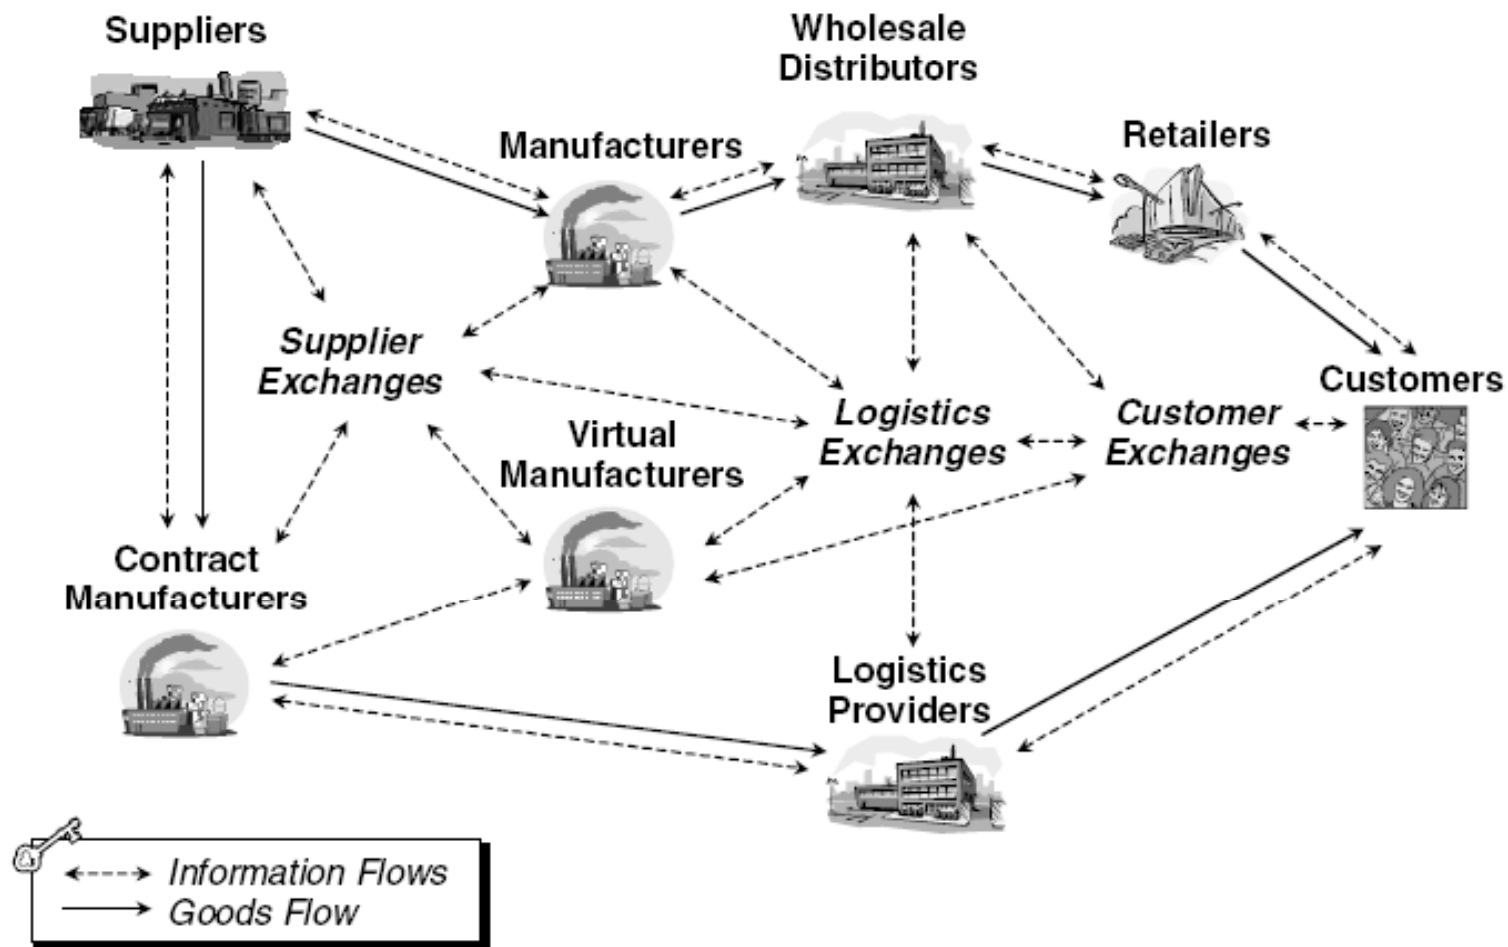 Suppliers
Wholesale
Distributors
Manufacturers
Retailers
Supplier
Exchanges
Customers
Logistics
Exchanges
Customer
Exchanges
Virtual
Manufacturers
Contract
Manufacturers
Logistics
Providers
Information Flows
Goods Flow